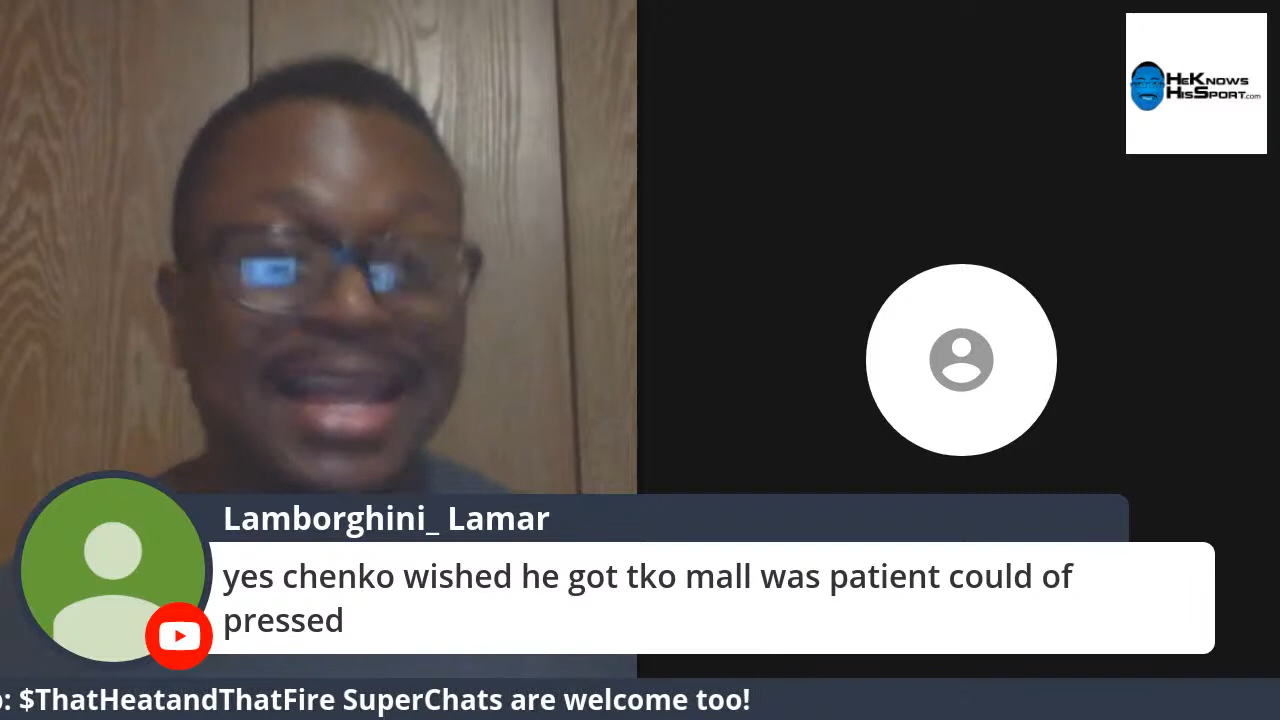 HeKnows
HisSport.com
Lamborghini_ Lamar
yes chenko wished he got tko mall was patient could of
pressed
: $ThatHeatandThatFire SuperChats are welcome too!